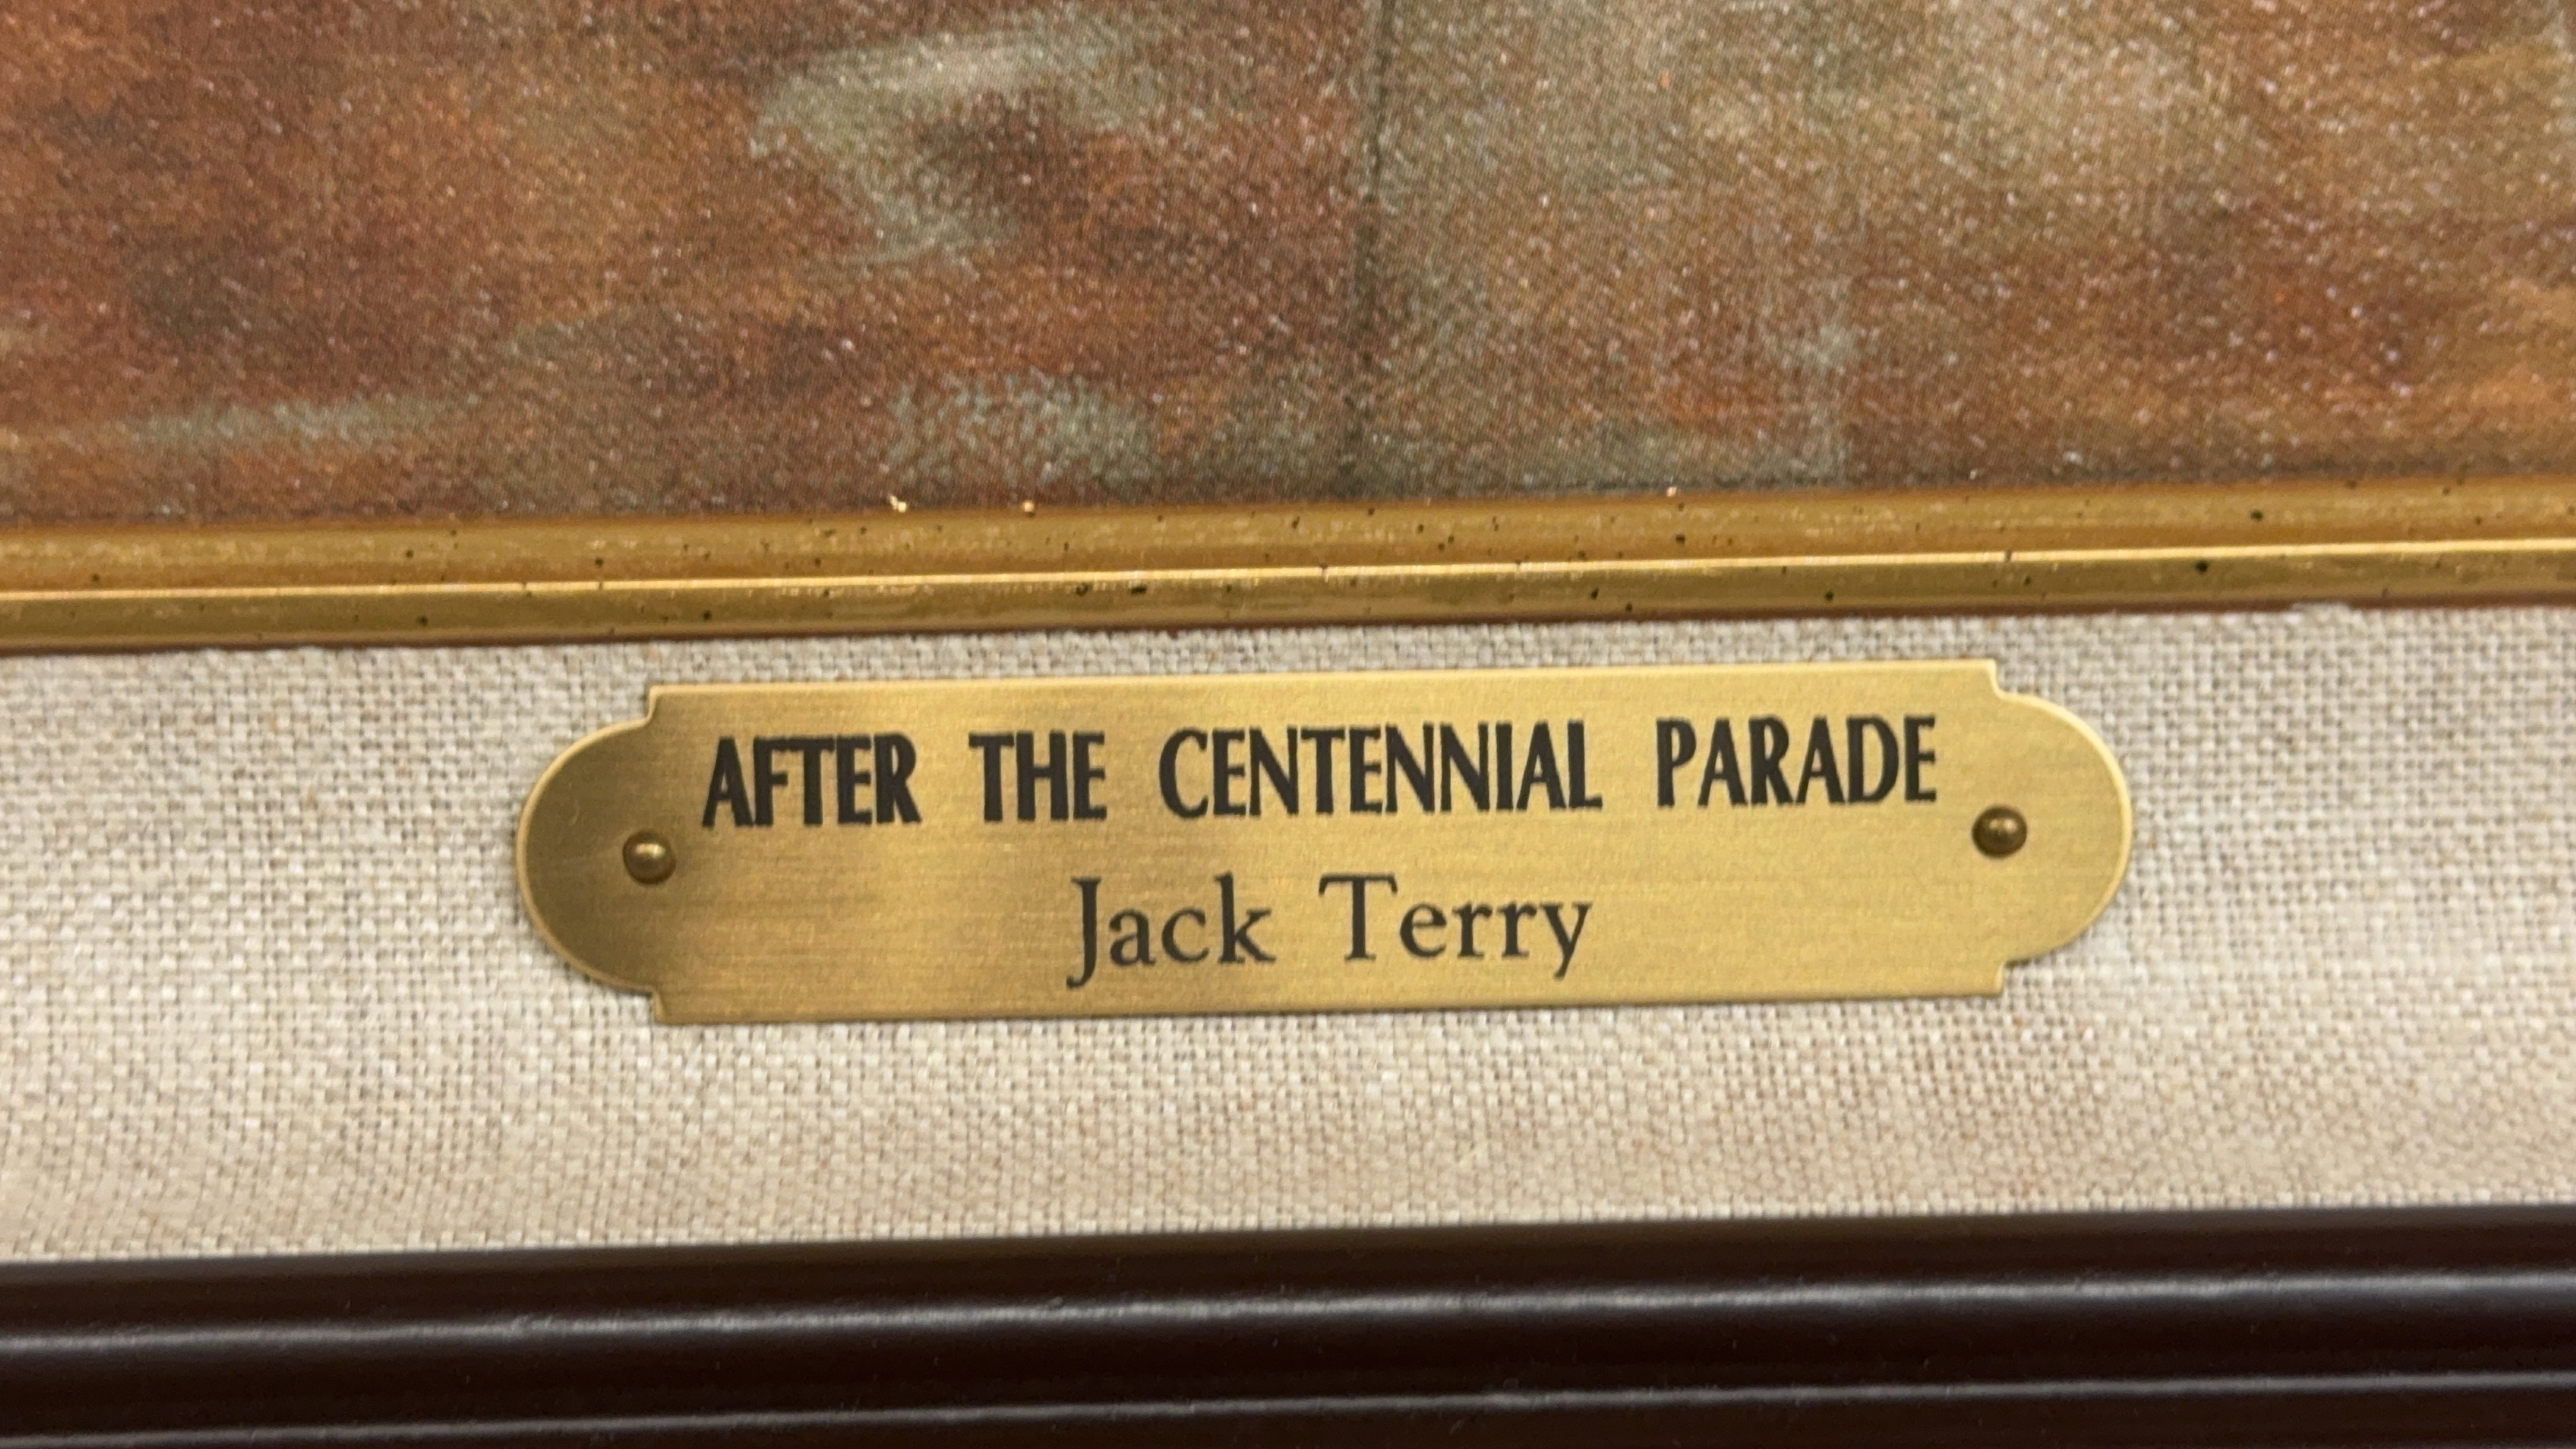 AFTER THE CENTENNIAL PARADE
Jack Terry